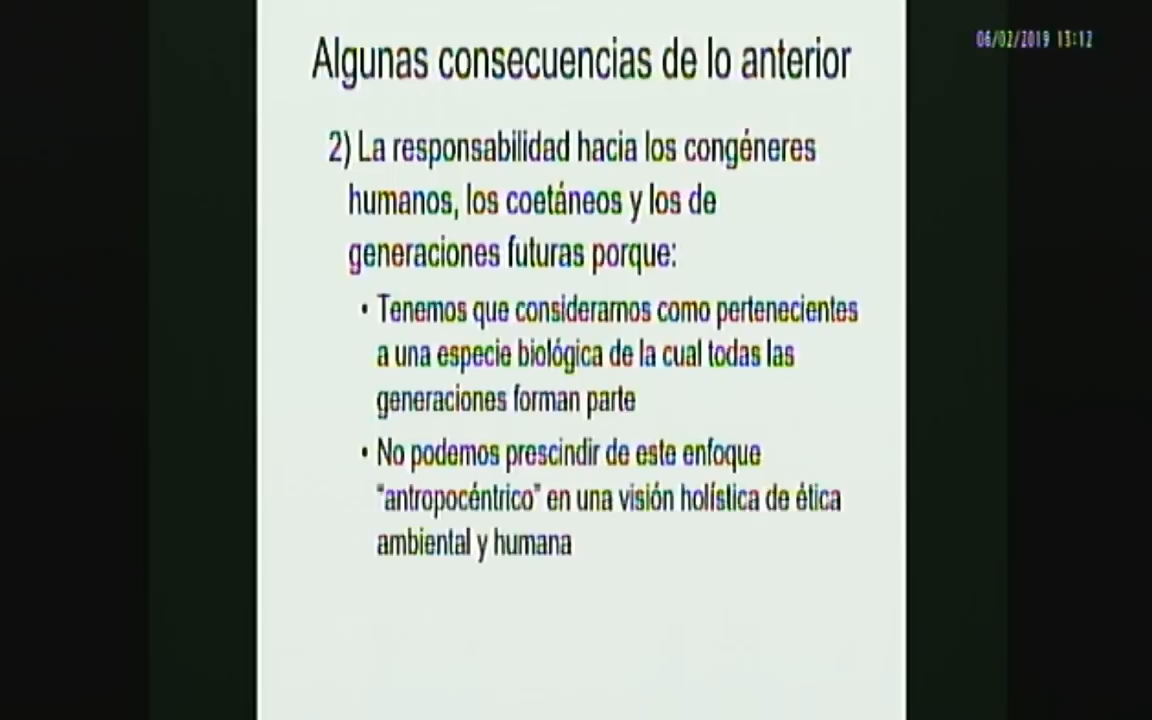 Algunas consecuencias de lo anterior
06/02/2019 13:12
2) La responsabilidad hacia los congéneres
humanos, los coetáneos y los de
generaciones futuras porque:
• Tenemos que considerarnos como pertenecientes
a una especie biológica de la cual todas las
generaciones forman parte
• No podemos prescindir de este enfoque
"antropocéntrico" en una visión holística de ética
ambiental y humana